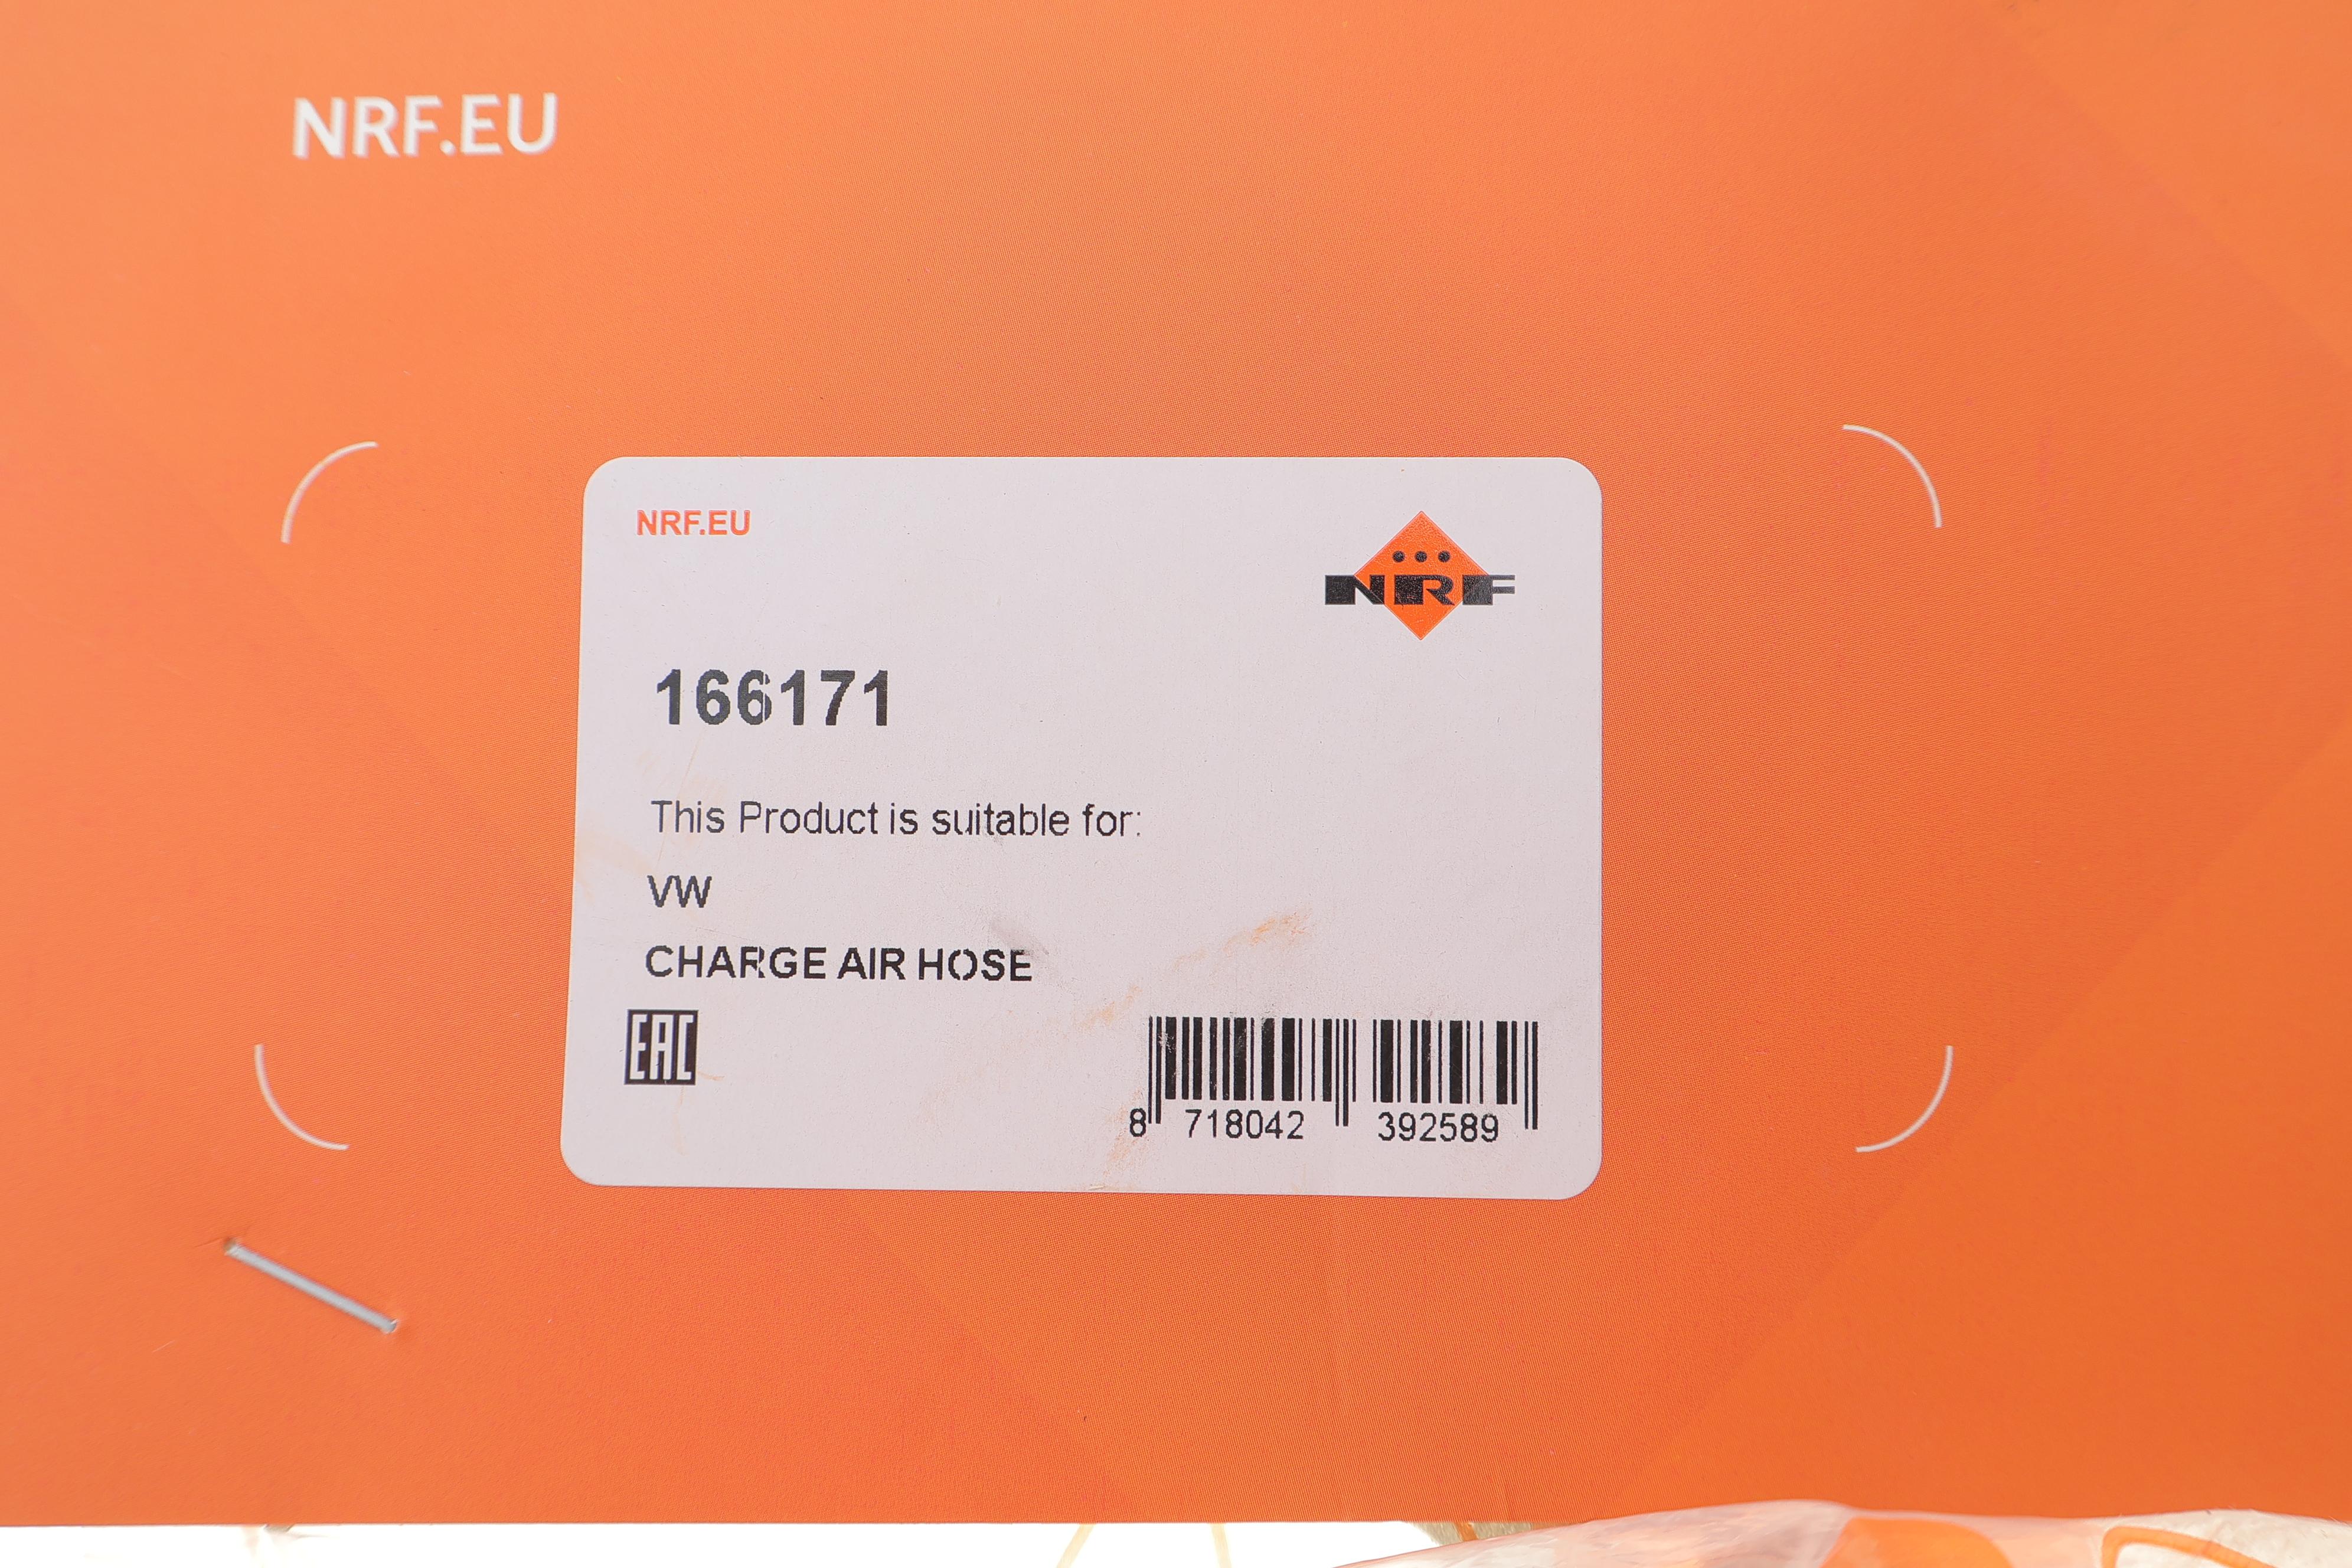 NRF.EU
NRF.EU
NRF
166171
This Product is suitable for:
VW
CHARGE AIR HOSE
EAC
8 718042 392589